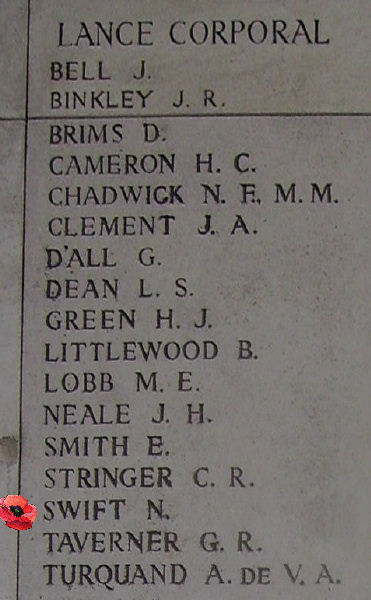 LANCE CORPORAL
BELL J.
BINKLEY J. R.
BRIMS D.
CAMERON H. C.
CHADWICK N. F., M. M.
CLEMENT J. A.
D'ALL G.
DEAN L. S.
GREEN H. J.
LITTLEWOOD B.
LOBB M. E.
NEALE J. H.
SMITH E.
STRINGER C. R.
SWIFT N.
TAVERNER G. R.
TURQUAND A. DE V. A.